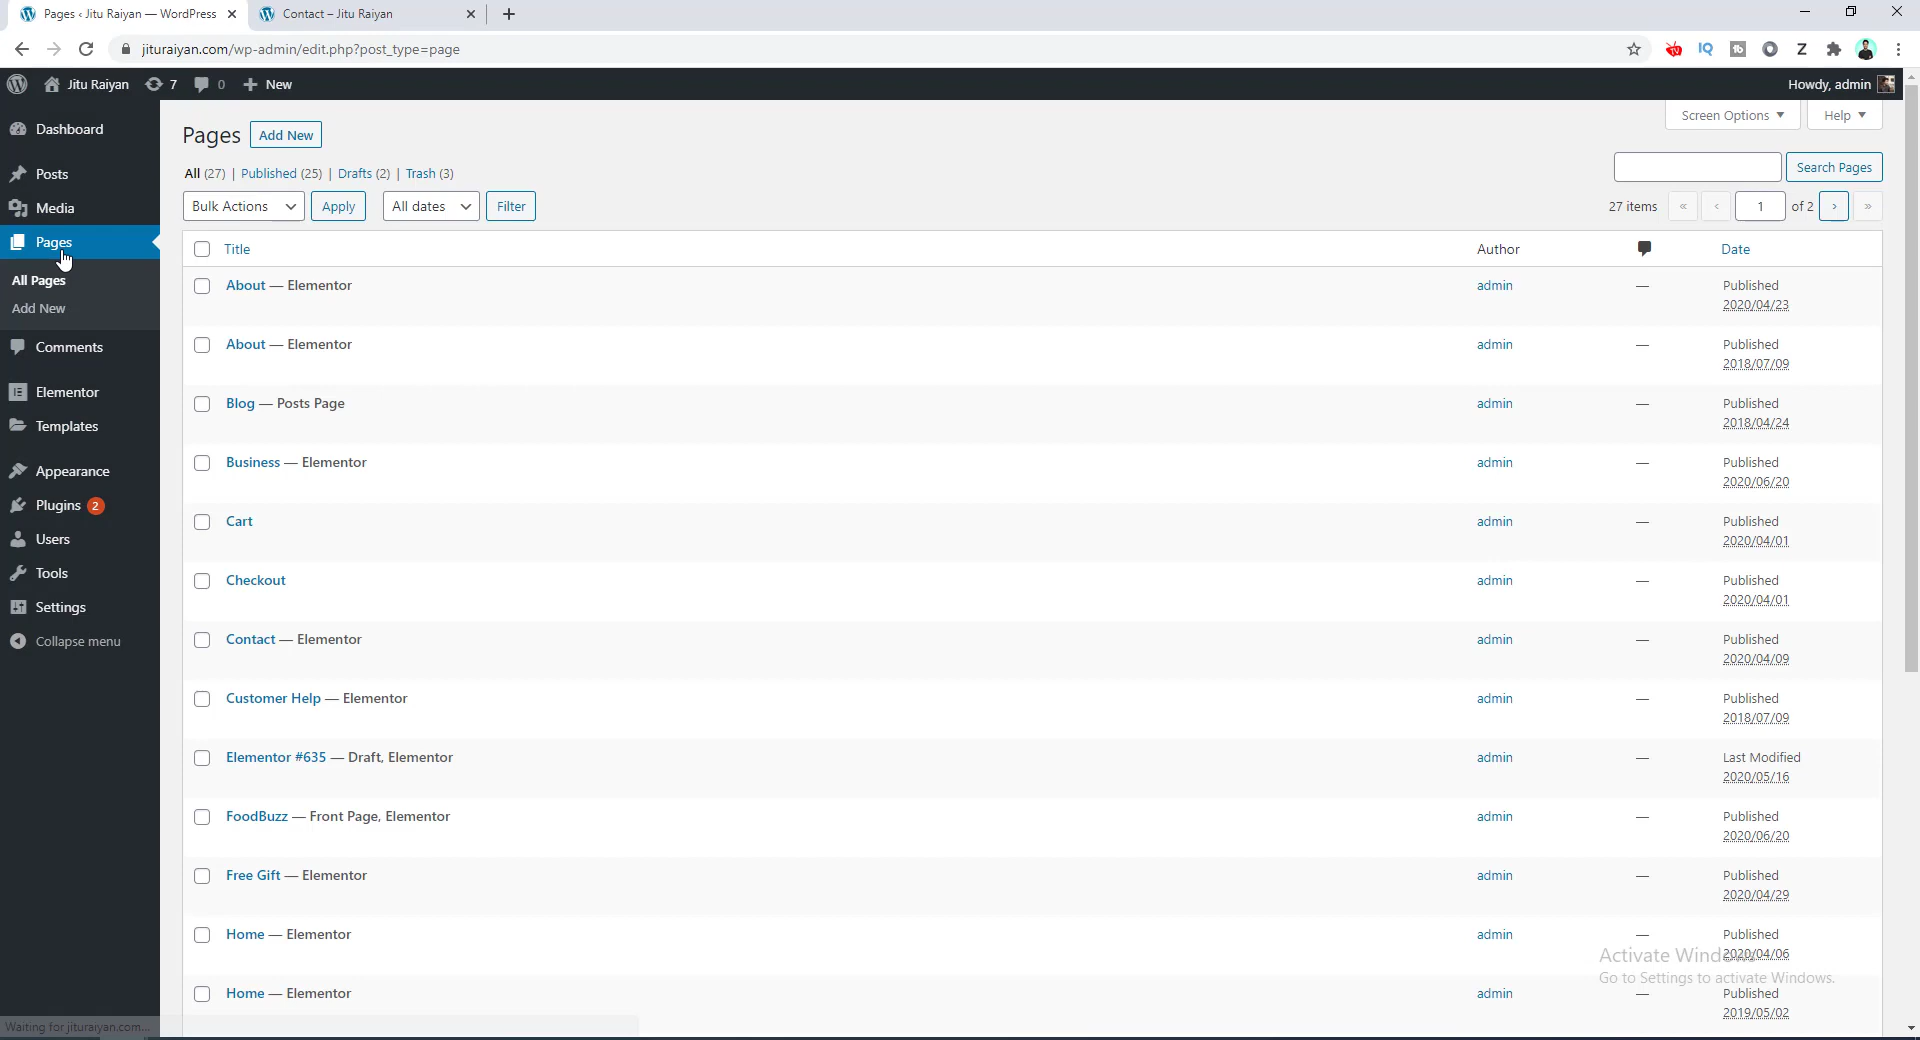 Pages ‹ Jitu Raiyan — WordPress
Contact – Jitu Raiyan
jituraiyan.com/wp-admin/edit.php?post_type=page
Jitu Raiyan 7 0 New
Howdy, admin
Dashboard
Posts
Media
Pages
All Pages
Add New
Comments
Elementor
Templates
Appearance
Plugins 2
Users
Tools
Settings
Collapse menu
Screen Options
Help
Pages Add New
All (27) | Published (25) | Drafts (2) | Trash (3)
Search Pages
Bulk Actions Apply All dates Filter
27 items « ‹ 1 of 2 › »
Title Author Date
About — Elementor admin — Published
2020/04/23
About — Elementor admin — Published
2018/07/09
Blog — Posts Page admin — Published
2018/04/24
Business — Elementor admin — Published
2020/06/20
Cart admin — Published
2020/04/01
Checkout admin — Published
2020/04/01
Contact — Elementor admin — Published
2020/04/09
Customer Help — Elementor admin — Published
2018/07/09
Elementor #635 — Draft, Elementor admin — Last Modified
2020/05/16
FoodBuzz — Front Page, Elementor admin — Published
2020/06/20
Free Gift — Elementor admin — Published
2020/04/29
Home — Elementor admin — Published
2020/04/06
Home — Elementor admin — Published
2019/05/02
Activate Windows
Go to Settings to activate Windows.
Waiting for jituraiyan.com...